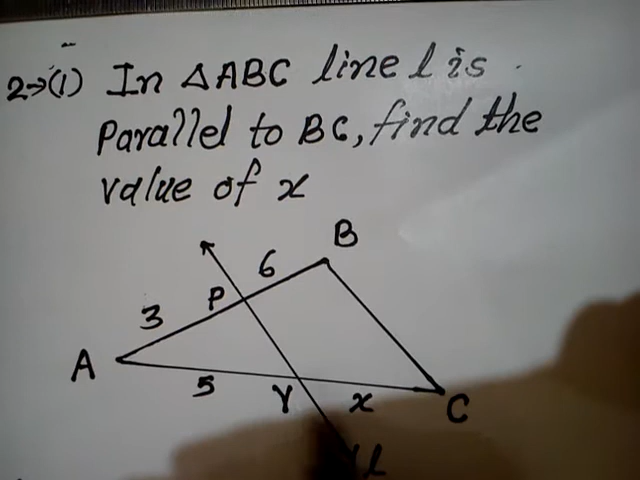 2→(1) In △ABC line l is
Parallel to BC, find the
value of x
B
6
P
3
A
5
Y
x
C
l